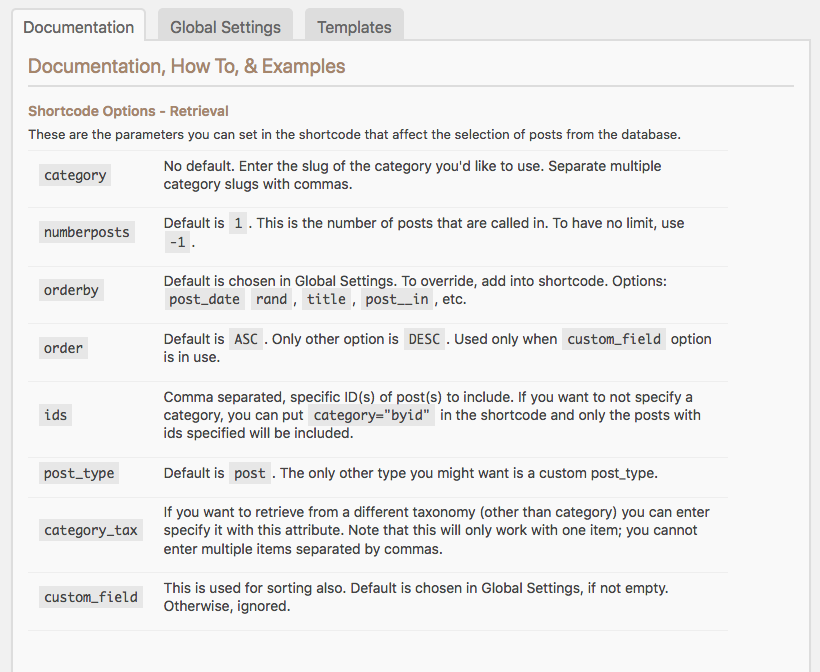 Documentation
Global Settings
Templates
Documentation, How To, & Examples
Shortcode Options - Retrieval
These are the parameters you can set in the shortcode that affect the selection of posts from the database.
category
No default. Enter the slug of the category you'd like to use. Separate multiple
category slugs with commas.
numberposts
Default is 1 . This is the number of posts that are called in. To have no limit, use
-1 .
orderby
Default is chosen in Global Settings. To override, add into shortcode. Options:
post_date rand , title , post__in , etc.
order
Default is ASC . Only other option is DESC . Used only when custom_field option
is in use.
ids
Comma separated, specific ID(s) of post(s) to include. If you want to not specify a
category, you can put category="byid" in the shortcode and only the posts with
ids specified will be included.
post_type
Default is post . The only other type you might want is a custom post_type.
category_tax
If you want to retrieve from a different taxonomy (other than category) you can enter
specify it with this attribute. Note that this will only work with one item; you cannot
enter multiple items separated by commas.
custom_field
This is used for sorting also. Default is chosen in Global Settings, if not empty.
Otherwise, ignored.